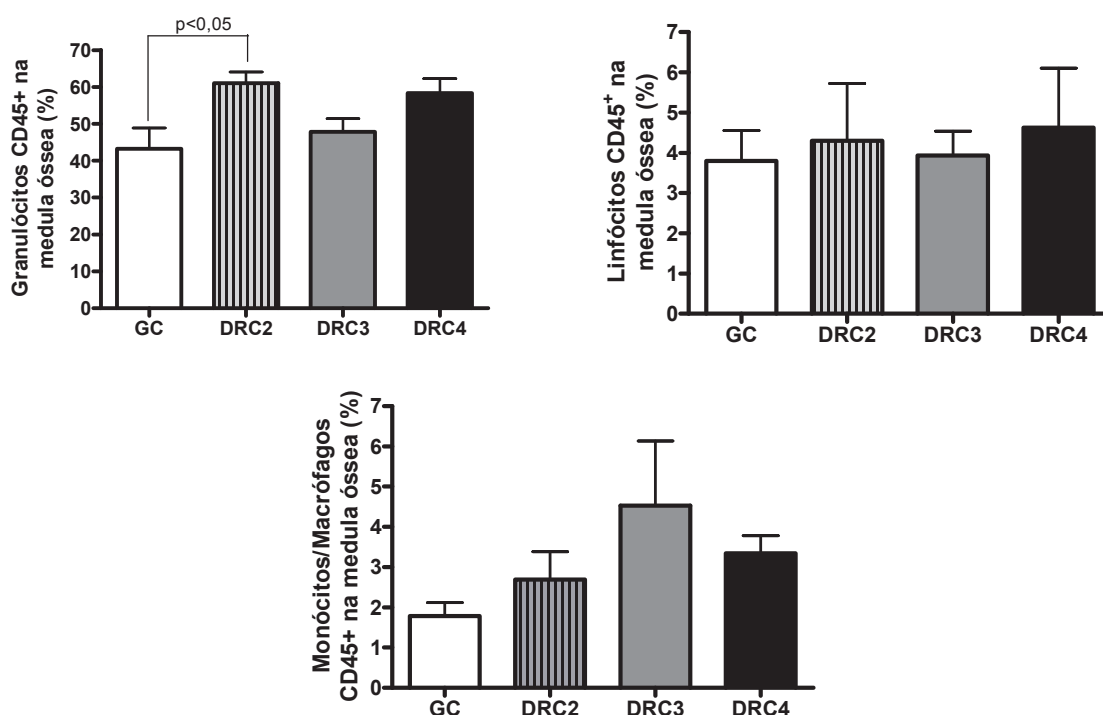 p<0,05
Granulócitos CD45+ na
medula óssea (%)
70
60
50
40
30
20
10
0
GC DRC2 DRC3 DRC4
Linfócitos CD45+ na
medula óssea (%)
7
6
5
4
3
2
1
0
GC DRC2 DRC3 DRC4
Monócitos/Macrófagos
CD45+ na medula óssea (%)
7
6
5
4
3
2
1
0
GC DRC2 DRC3 DRC4